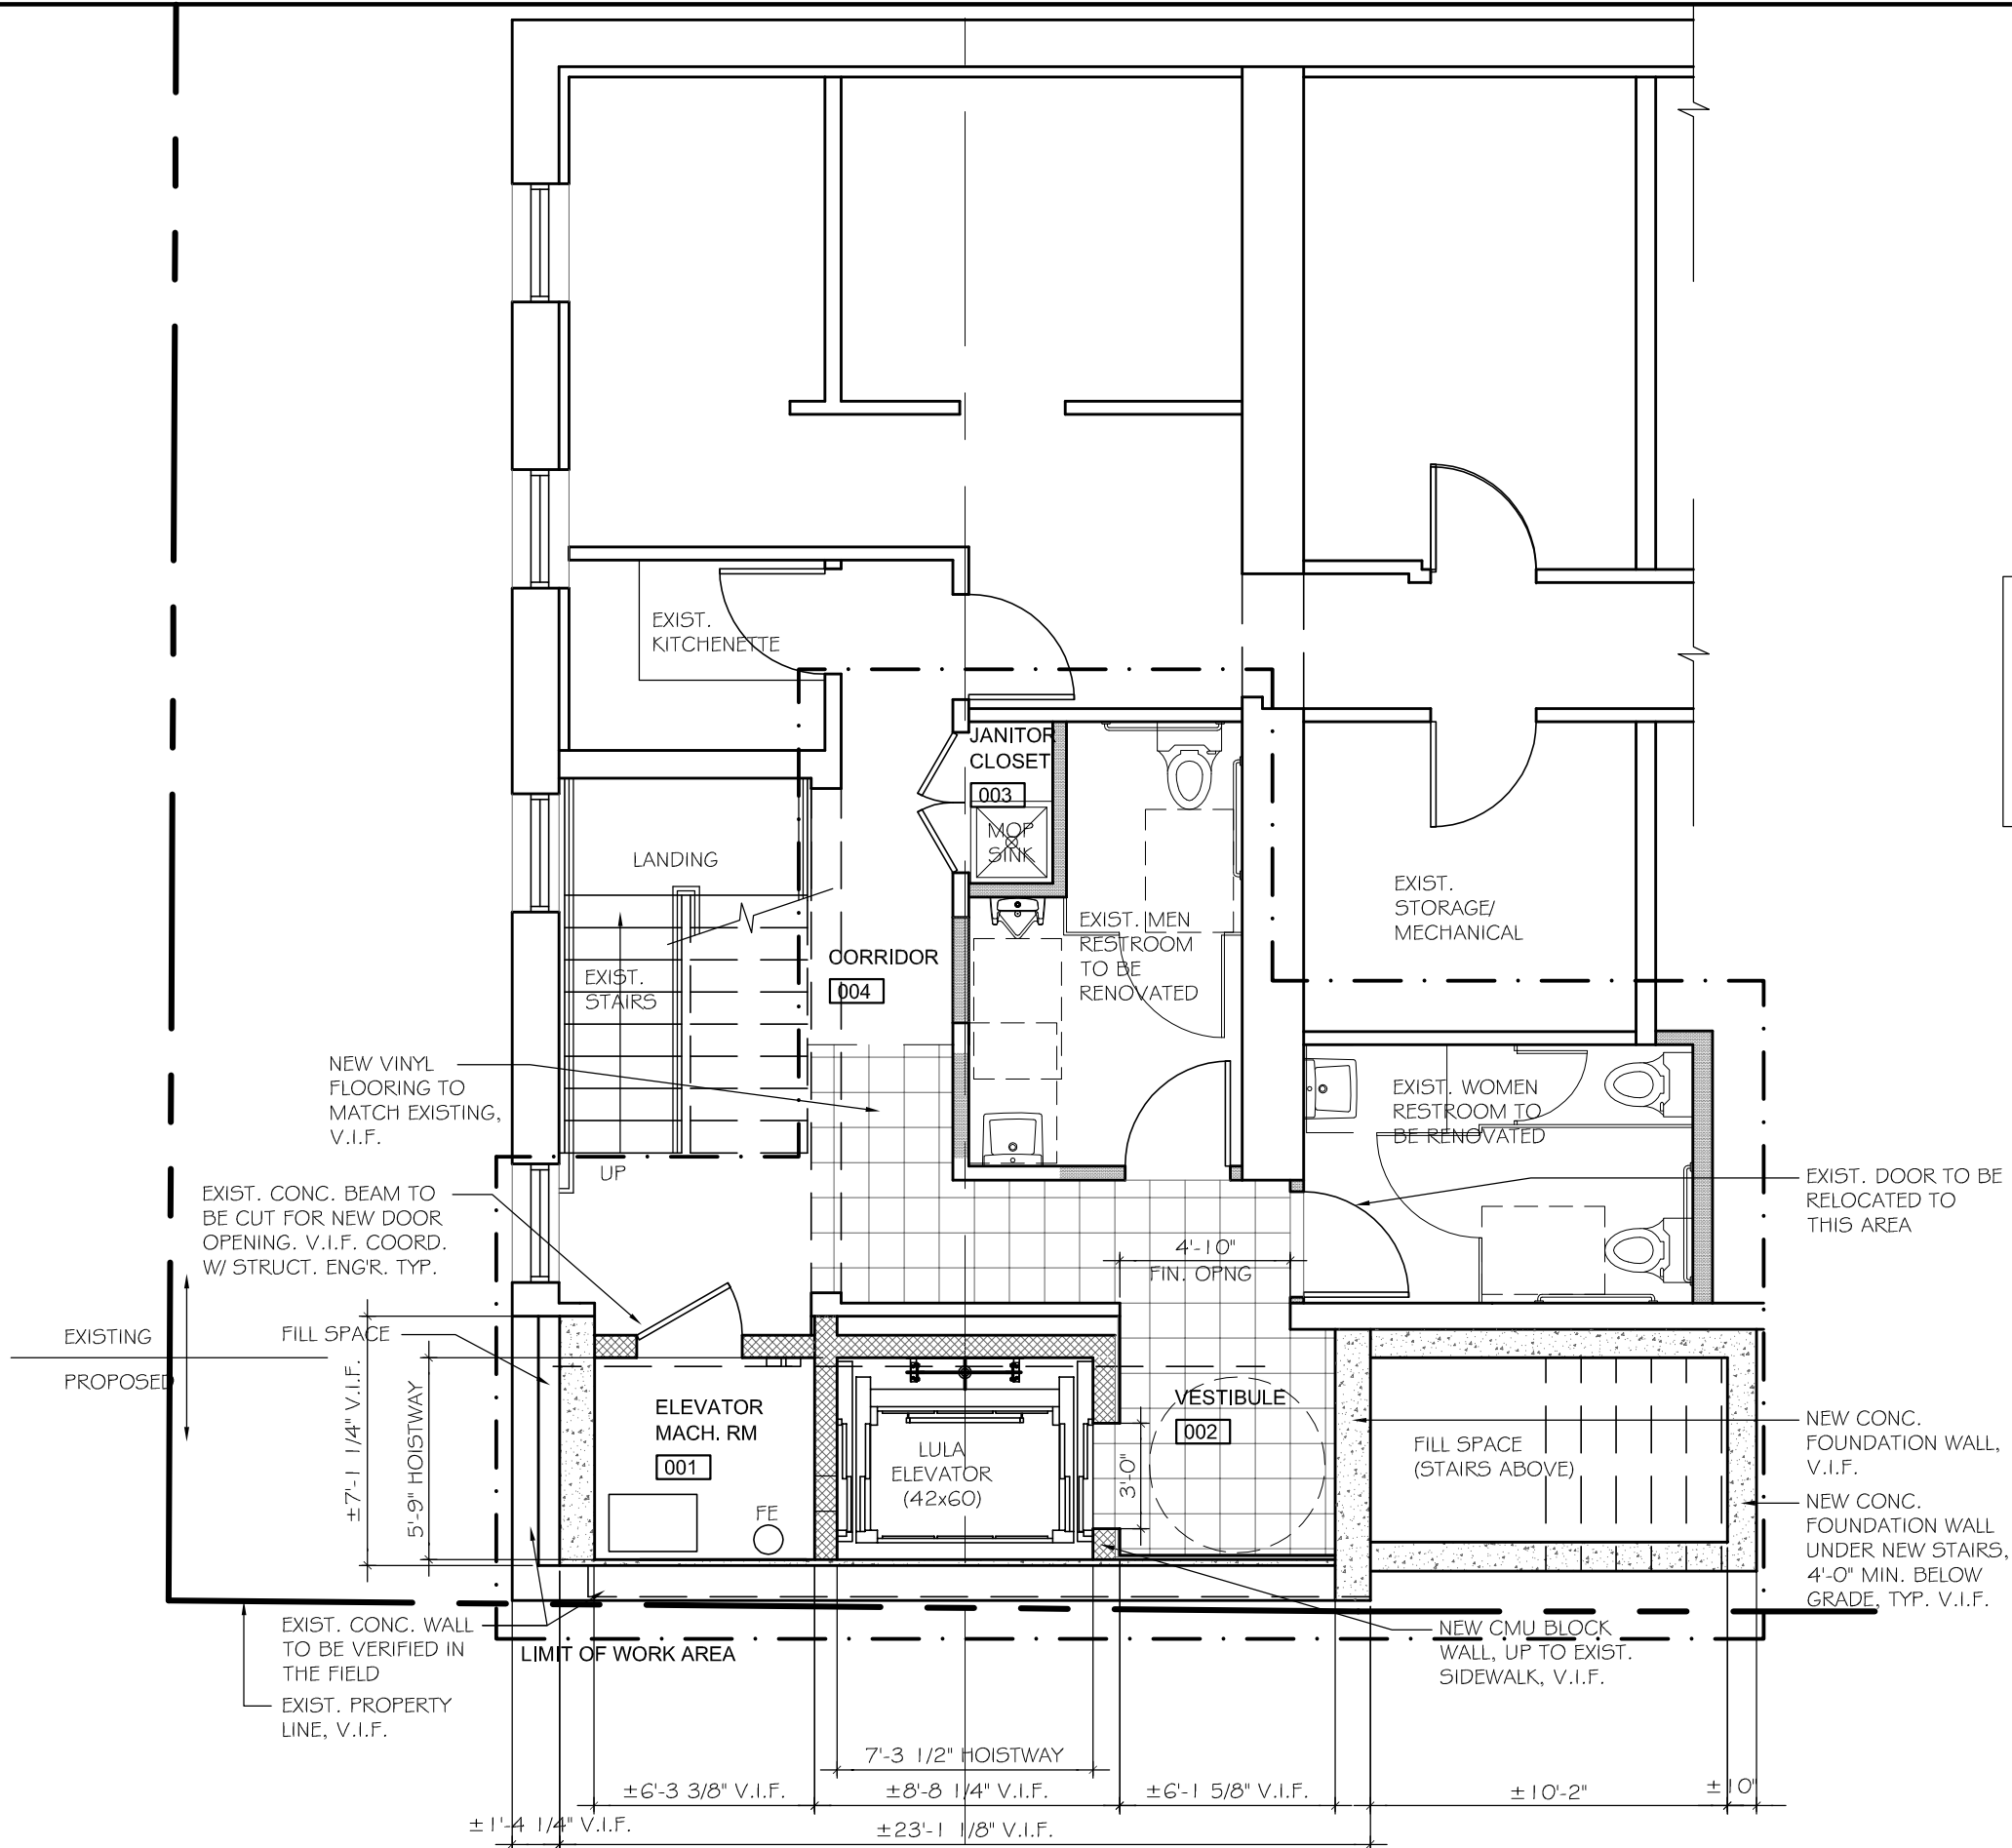 EXIST.
KITCHENETTE
JANITOR
CLOSET
003
MOP
SINK
LANDING
EXIST.
STAIRS
UP
CORRIDOR
004
EXIST. MEN
RESTROOM
TO BE
RENOVATED
EXIST.
STORAGE/
MECHANICAL
EXIST. WOMEN
RESTROOM TO
BE RENOVATED
NEW VINYL
FLOORING TO
MATCH EXISTING,
V.I.F.
EXIST. CONC. BEAM TO
BE CUT FOR NEW DOOR
OPENING. V.I.F. COORD.
W/ STRUCT. ENG'R. TYP.
EXIST. DOOR TO BE
RELOCATED TO
THIS AREA
4'-10"
FIN. OPNG
EXISTING
PROPOSED
FILL SPACE
±7'-1 1/4" V.I.F.
5'-9" HOISTWAY
ELEVATOR
MACH. RM
001
FE
LULA
ELEVATOR
(42x60)
3'-0"
VESTIBULE
002
FILL SPACE
(STAIRS ABOVE)
NEW CONC.
FOUNDATION WALL,
V.I.F.
NEW CONC.
FOUNDATION WALL
UNDER NEW STAIRS,
4'-0" MIN. BELOW
GRADE, TYP. V.I.F.
EXIST. CONC. WALL
TO BE VERIFIED IN
THE FIELD
EXIST. PROPERTY
LINE, V.I.F.
LIMIT OF WORK AREA
NEW CMU BLOCK
WALL, UP TO EXIST.
SIDEWALK, V.I.F.
7'-3 1/2" HOISTWAY
±6'-3 3/8" V.I.F.
±8'-8 1/4" V.I.F.
±6'-1 5/8" V.I.F.
±10'-2"
±10"
±1'-4 1/4" V.I.F.
±23'-1 1/8" V.I.F.